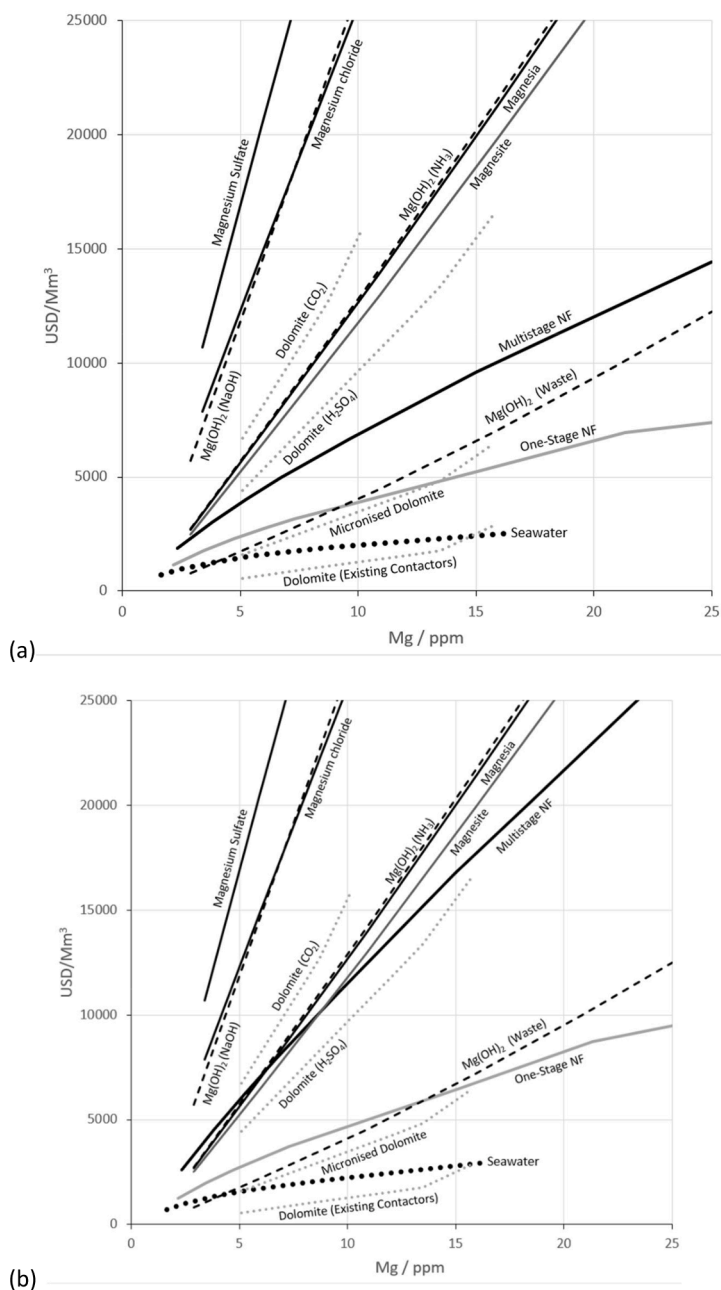 25000
20000
15000
10000
5000
0
USD/Mm³
Magnesium Sulfate
Magnesium chloride
Mg(OH)₂ (NaOH)
Dolomite (CO₂)
Mg(OH)₂ (NH₃)
Magnesia
Magnesite
Dolomite (H₂SO₄)
Multistage NF
Mg(OH)₂ (Waste)
One-Stage NF
Micronised Dolomite
Seawater
Dolomite (Existing Contactors)
0 5 10 15 20 25
Mg / ppm
(a)
25000
20000
15000
10000
5000
0
USD/Mm³
Magnesium Sulfate
Magnesium chloride
Mg(OH)₂ (NaOH)
Dolomite (CO₂)
Mg(OH)₂ (NH₃)
Magnesia
Magnesite
Multistage NF
Dolomite (H₂SO₄)
Mg(OH)₂ (Waste)
One-Stage NF
Micronised Dolomite
Seawater
Dolomite (Existing Contactors)
0 5 10 15 20 25
Mg / ppm
(b)